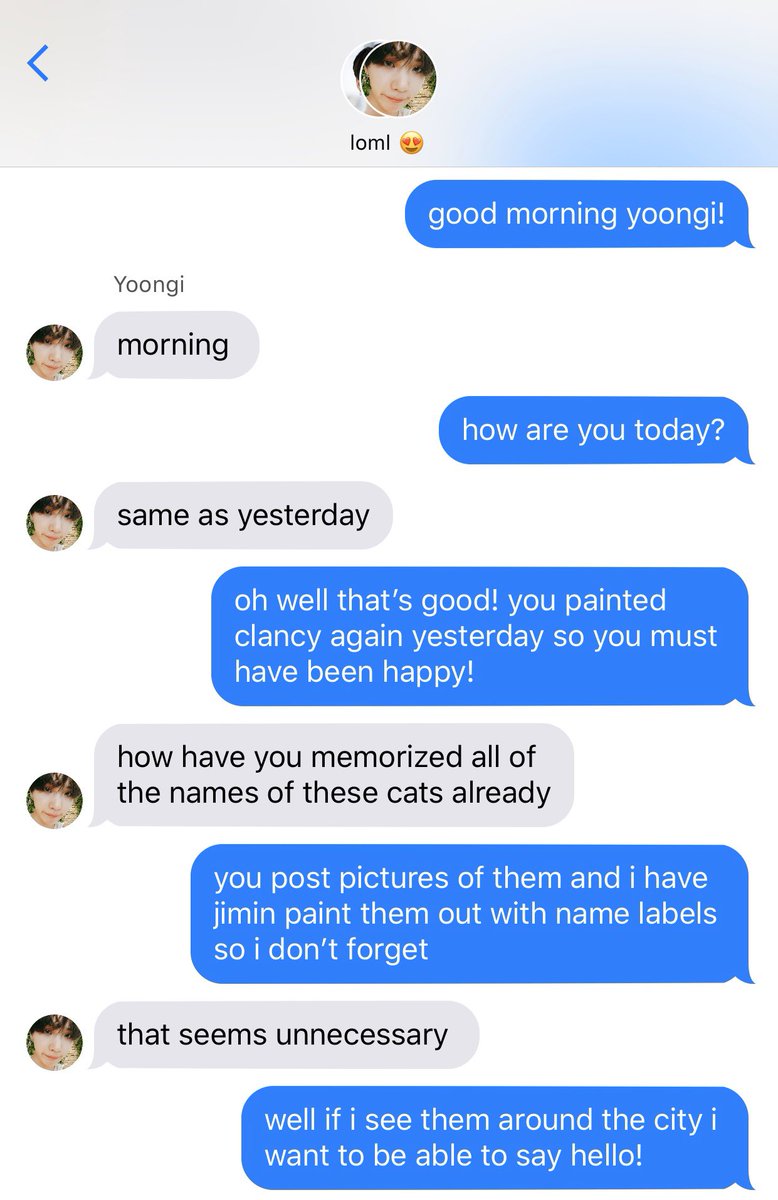 loml 😍
good morning yoongi!
Yoongi
morning
how are you today?
same as yesterday
oh well that’s good! you painted
clancy again yesterday so you must
have been happy!
how have you memorized all of
the names of these cats already
you post pictures of them and i have
jimin paint them out with name labels
so i don’t forget
that seems unnecessary
well if i see them around the city i
want to be able to say hello!